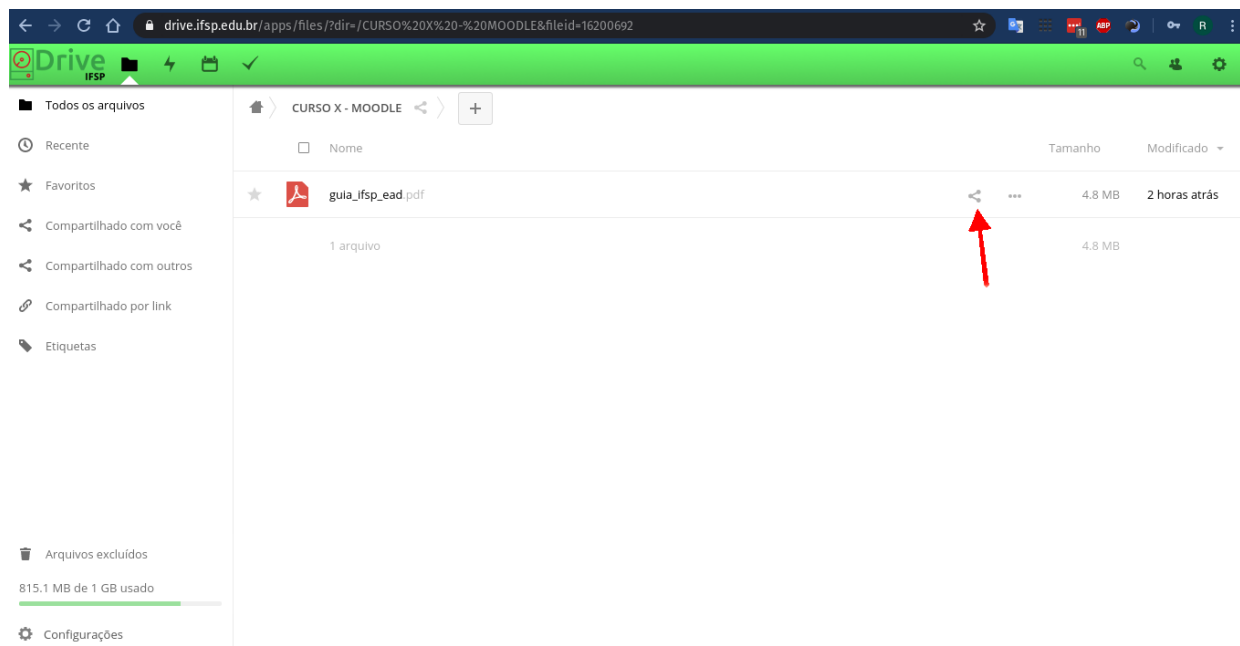 drive.ifsp.edu.br/apps/files/?dir=/CURSO%20X%20-%20MOODLE&fileid=16200692
11
ABP
R
Drive
IFSP
Todos os arquivos
CURSO X - MOODLE
+
Recente
Nome
Tamanho
Modificado
Favoritos
guia_ifsp_ead.pdf
4.8 MB
2 horas atrás
Compartilhado com você
1 arquivo
4.8 MB
Compartilhado com outros
Compartilhado por link
Etiquetas
Arquivos excluídos
815.1 MB de 1 GB usado
Configurações